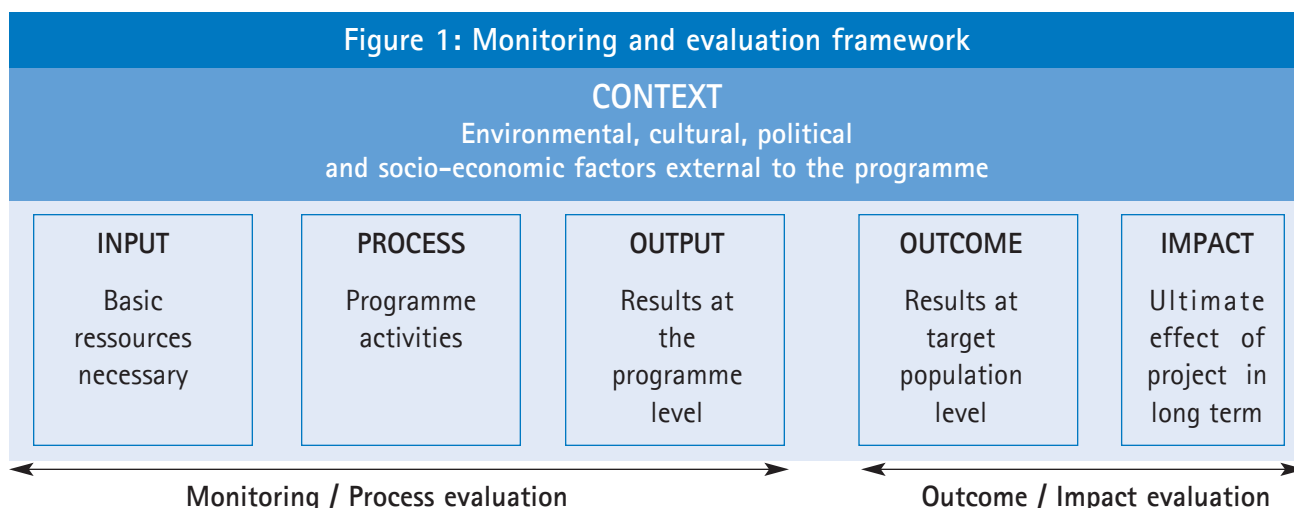 Figure 1: Monitoring and evaluation framework
CONTEXT
Environmental, cultural, political
and socio-economic factors external to the programme
INPUT
Basic
ressources
necessary
PROCESS
Programme
activities
OUTPUT
Results at
the
programme
level
OUTCOME
Results at
target
population
level
IMPACT
Ultimate
effect of
project in
long term
Monitoring / Process evaluation
Outcome / Impact evaluation